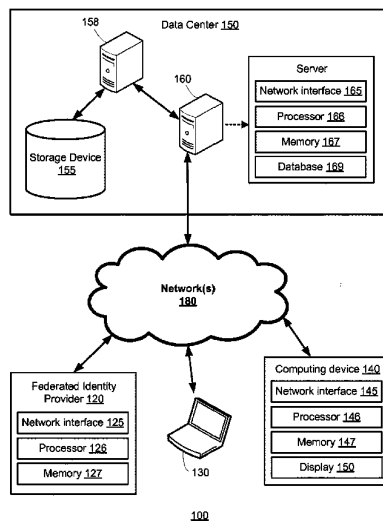 Data Center 150
158
160
Server
Network interface 165
Processor 166
Memory 167
Database 169
Storage Device
155
Network(s)
180
Federated Identity
Provider 120
Network interface 125
Processor 126
Memory 127
130
Computing device 140
Network interface 145
Processor 146
Memory 147
Display 150
100